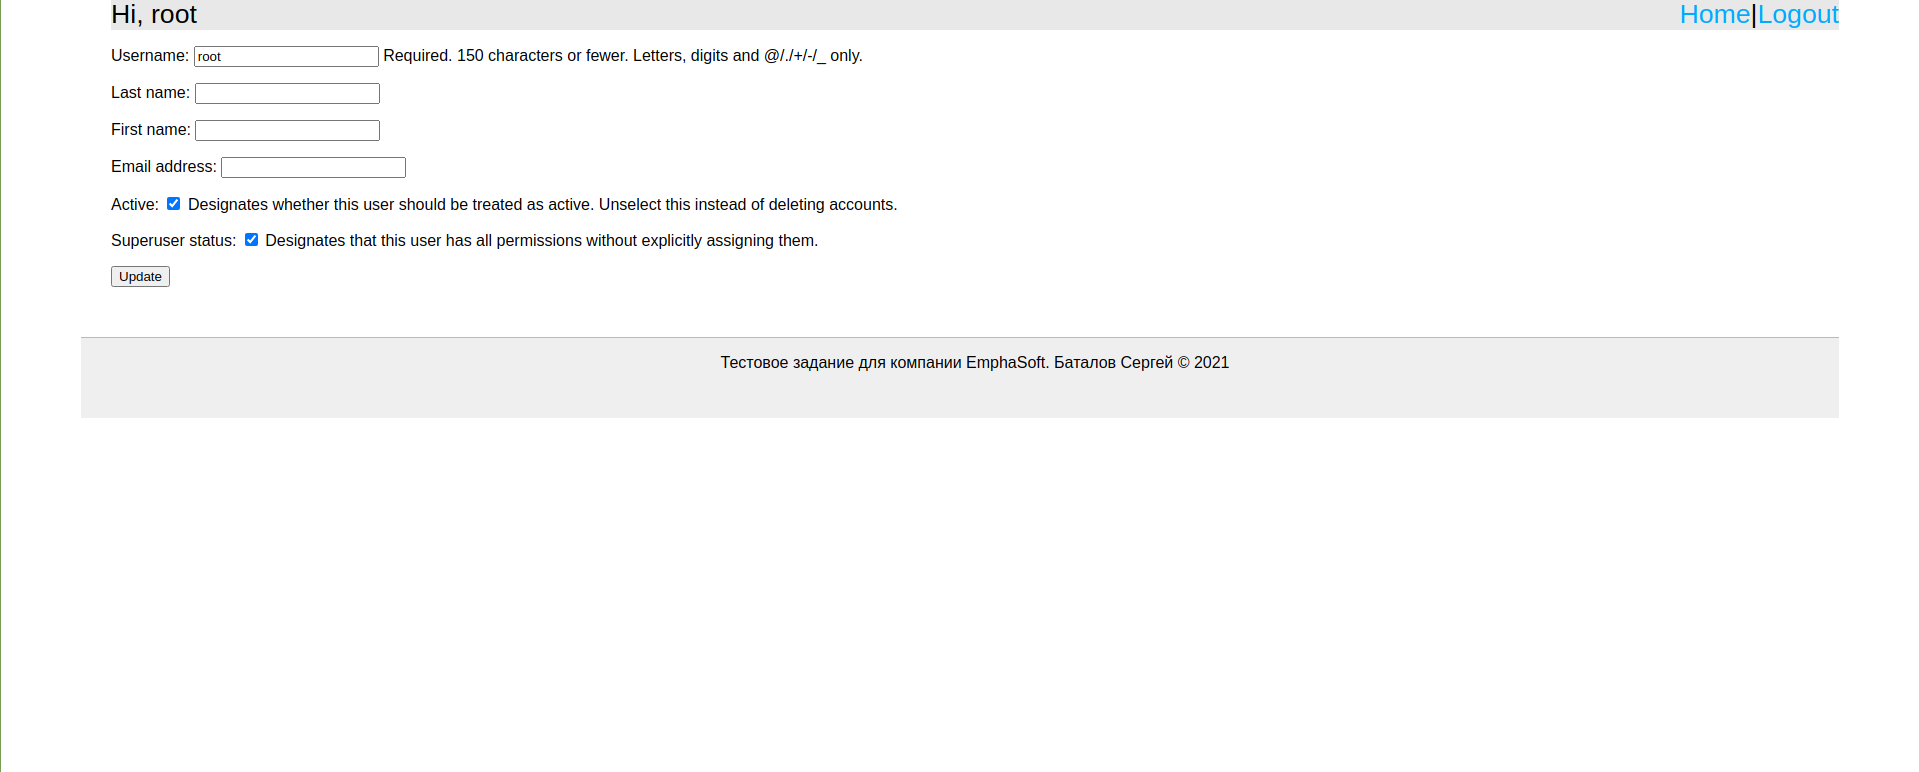 Hi, root Home|Logout
Username: root Required. 150 characters or fewer. Letters, digits and @/./+/-/_ only.
Last name:
First name:
Email address:
Active: Designates whether this user should be treated as active. Unselect this instead of deleting accounts.
Superuser status: Designates that this user has all permissions without explicitly assigning them.
Update
Тестовое задание для компании EmphaSoft. Баталов Сергей © 2021